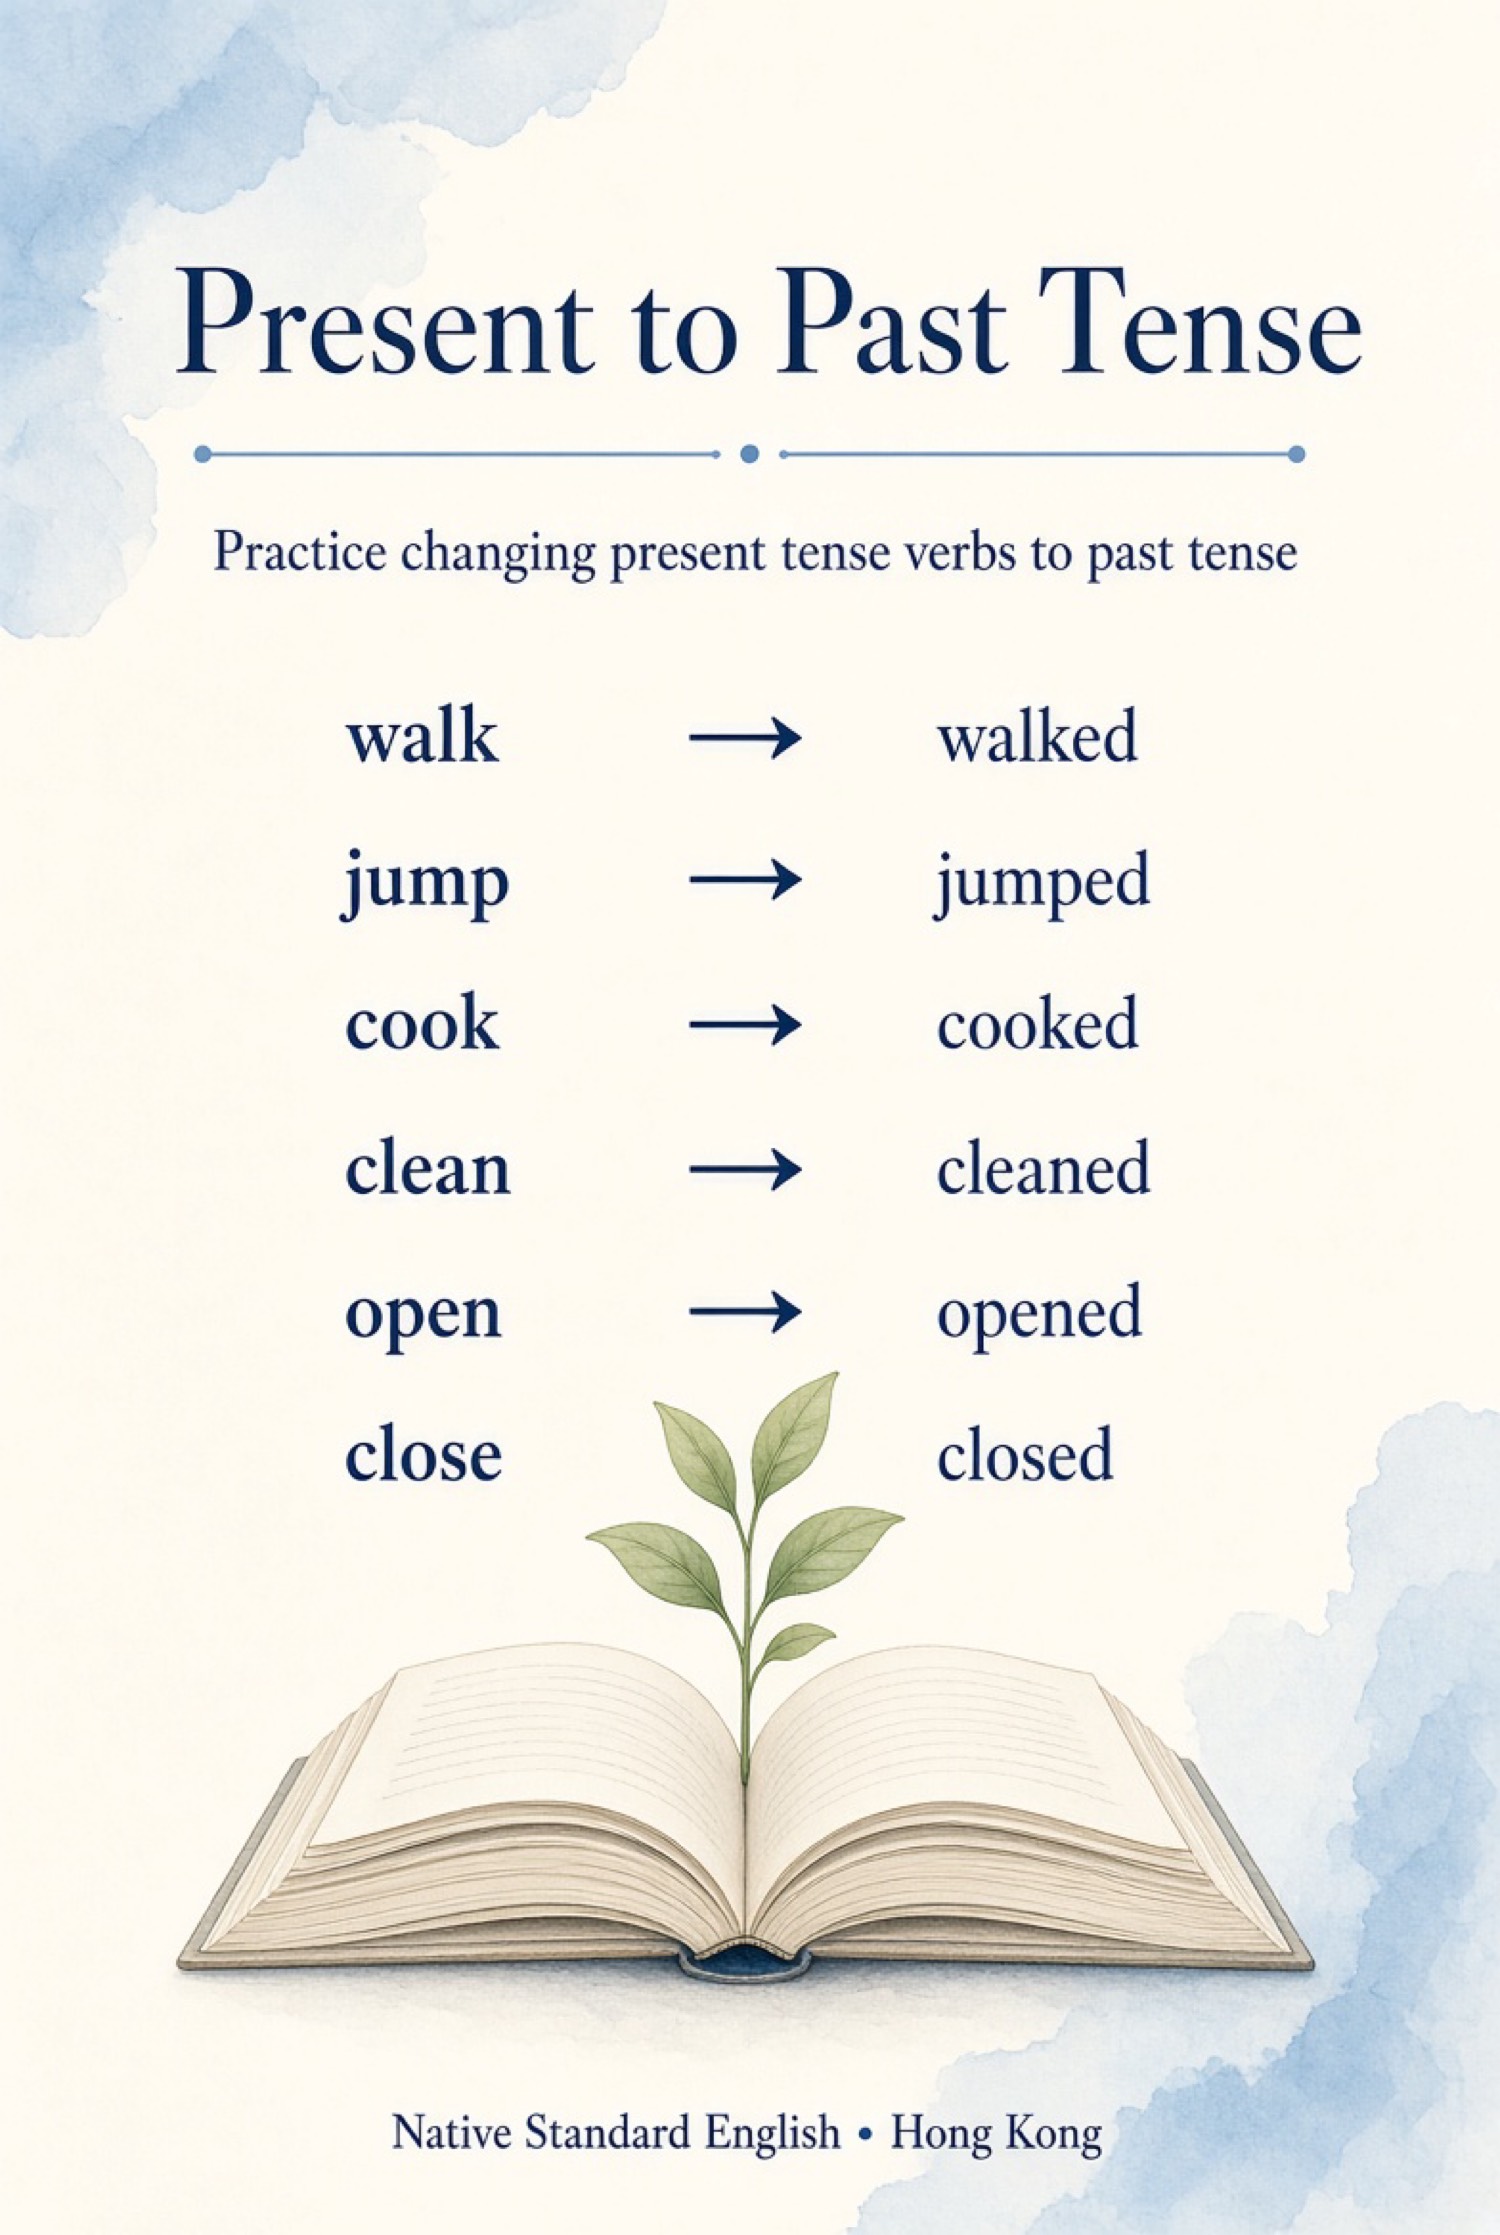 Present to Past Tense
Practice changing present tense verbs to past tense
walk → walked
jump → jumped
cook → cooked
clean → cleaned
open → opened
close closed
Native Standard English • Hong Kong